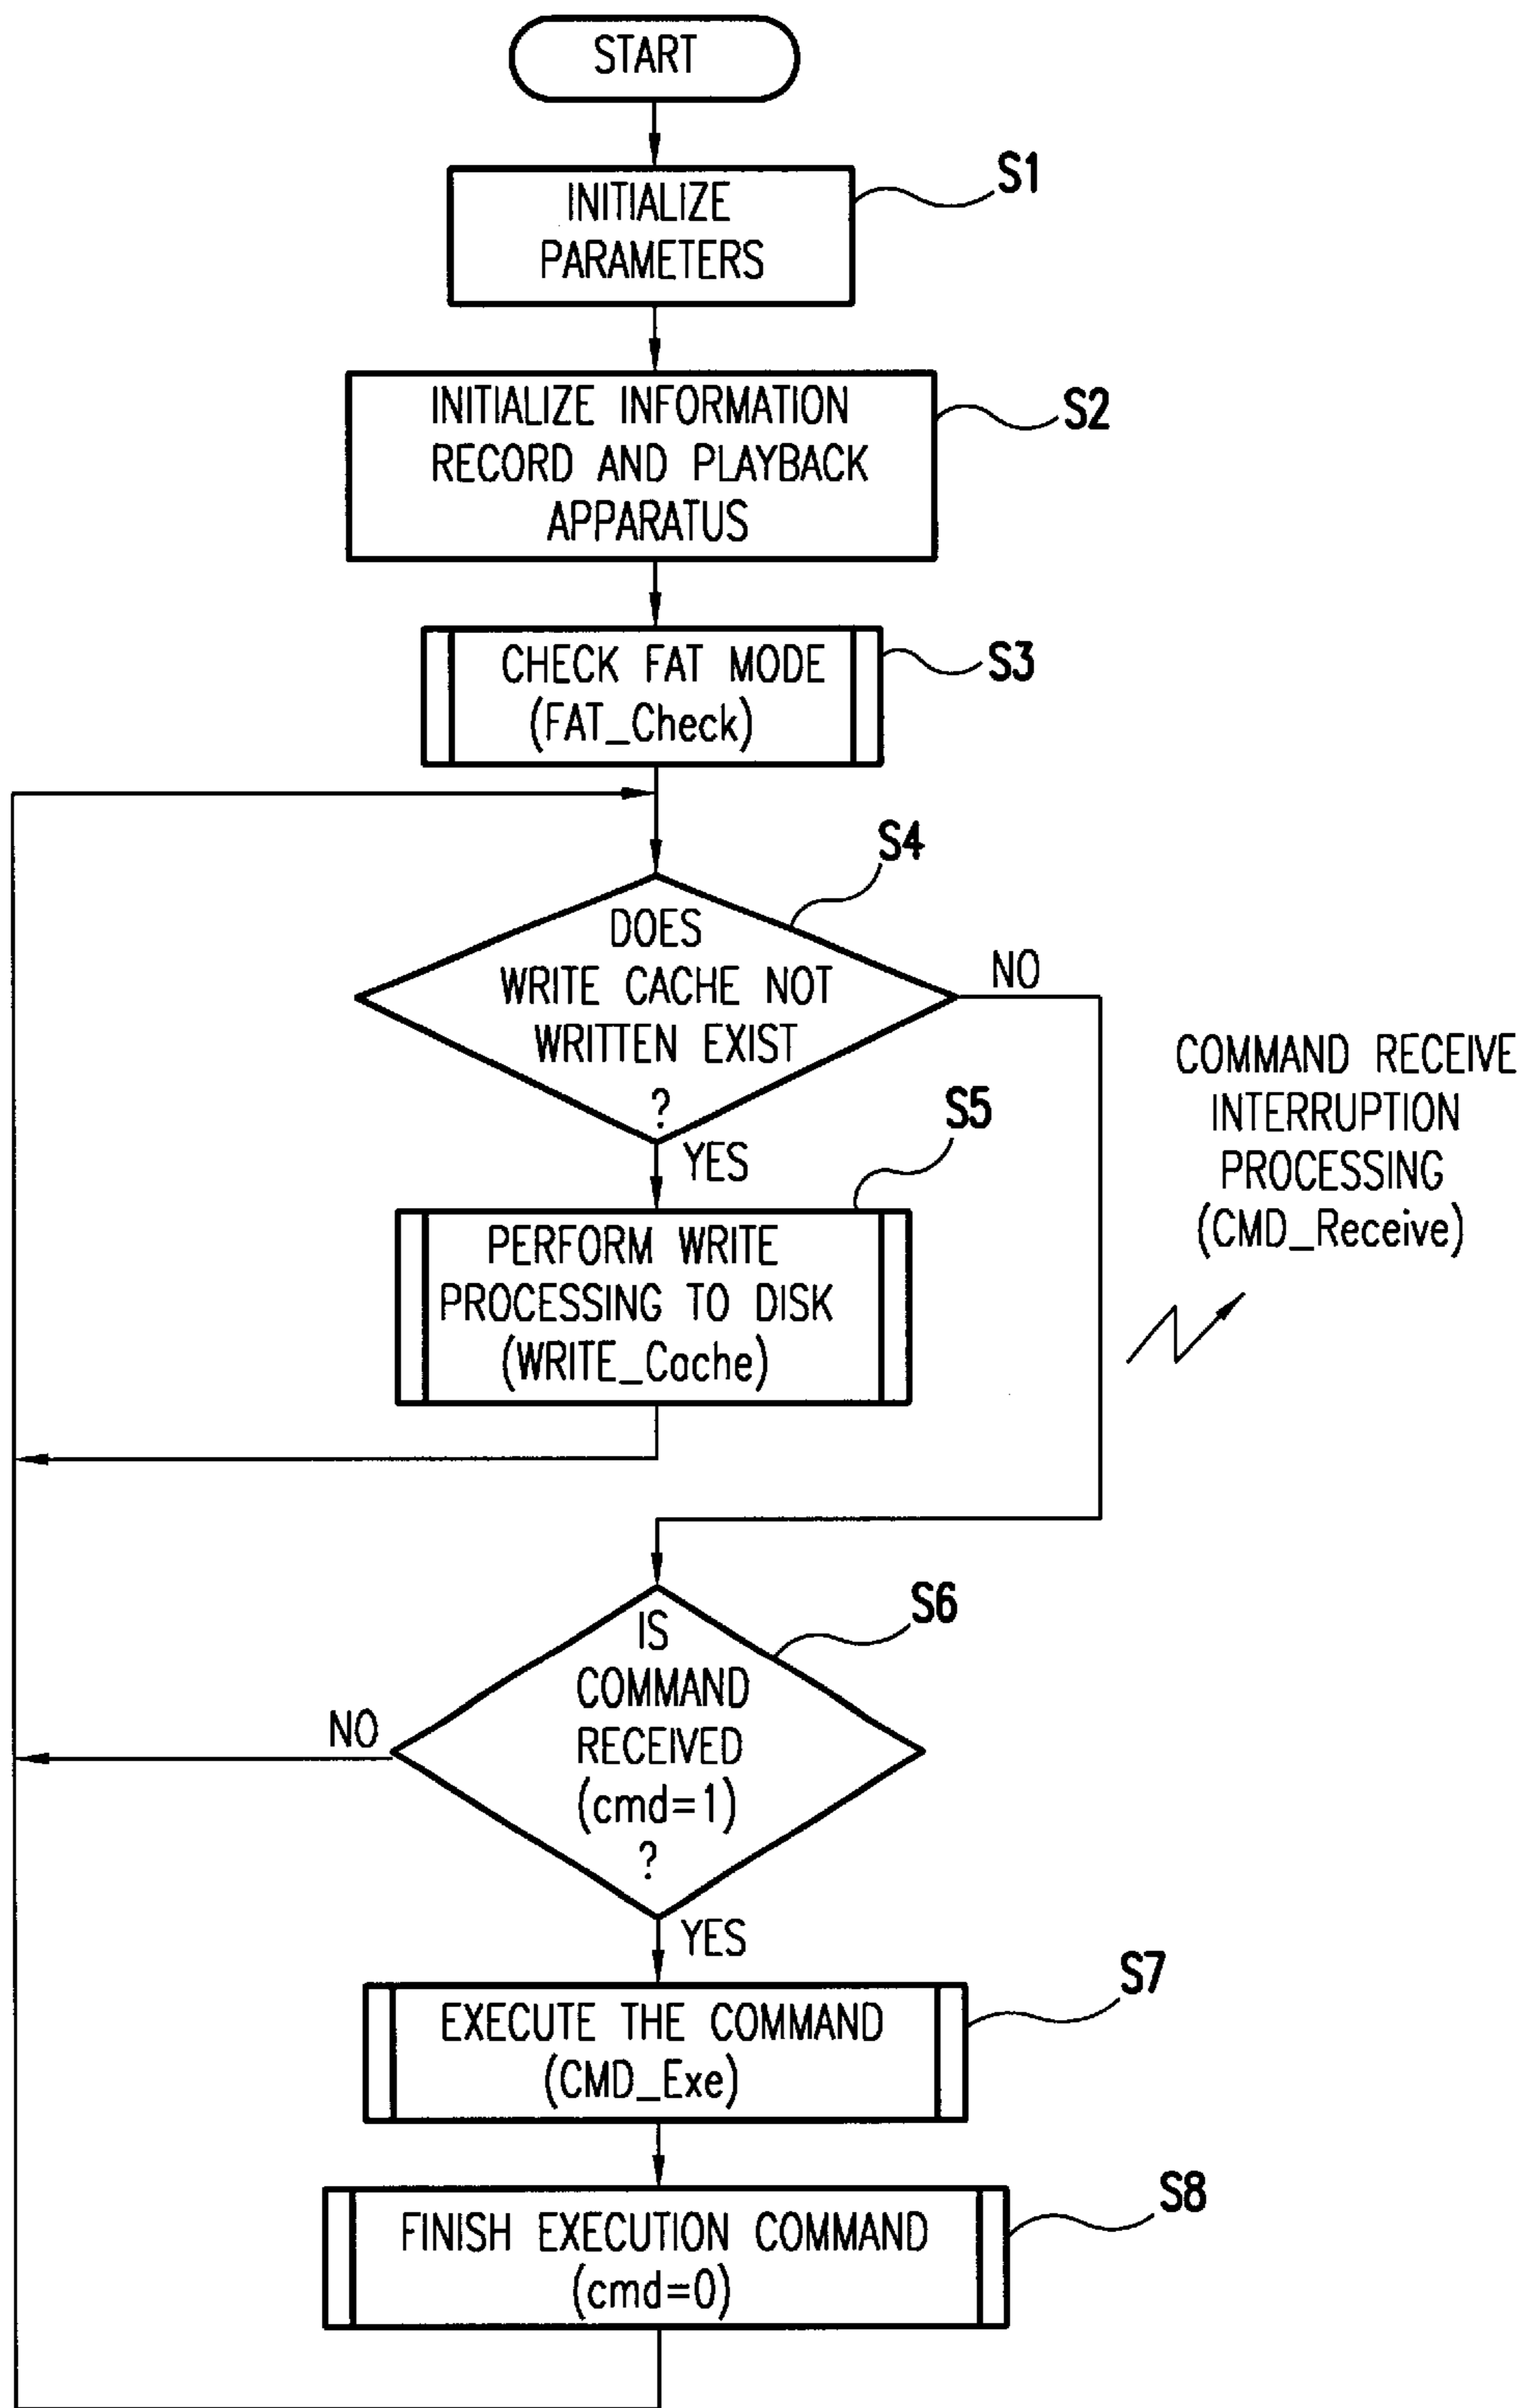 START
S1
INITIALIZE
PARAMETERS
S2
INITIALIZE INFORMATION
RECORD AND PLAYBACK
APPARATUS
S3
CHECK FAT MODE
(FAT_Check)
S4
DOES
WRITE CACHE NOT
WRITTEN EXIST
?
NO
YES
COMMAND RECEIVE
INTERRUPTION
PROCESSING
(CMD_Receive)
S5
PERFORM WRITE
PROCESSING TO DISK
(WRITE_Cache)
S6
IS
COMMAND
RECEIVED
(cmd=1)
?
NO
YES
S7
EXECUTE THE COMMAND
(CMD_Exe)
S8
FINISH EXECUTION COMMAND
(cmd=0)